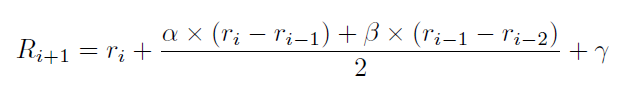 R_{i+1} = r_i + \frac{\alpha \times (r_i - r_{i-1}) + \beta \times (r_{i-1} - r_{i-2})}{2} + \gamma